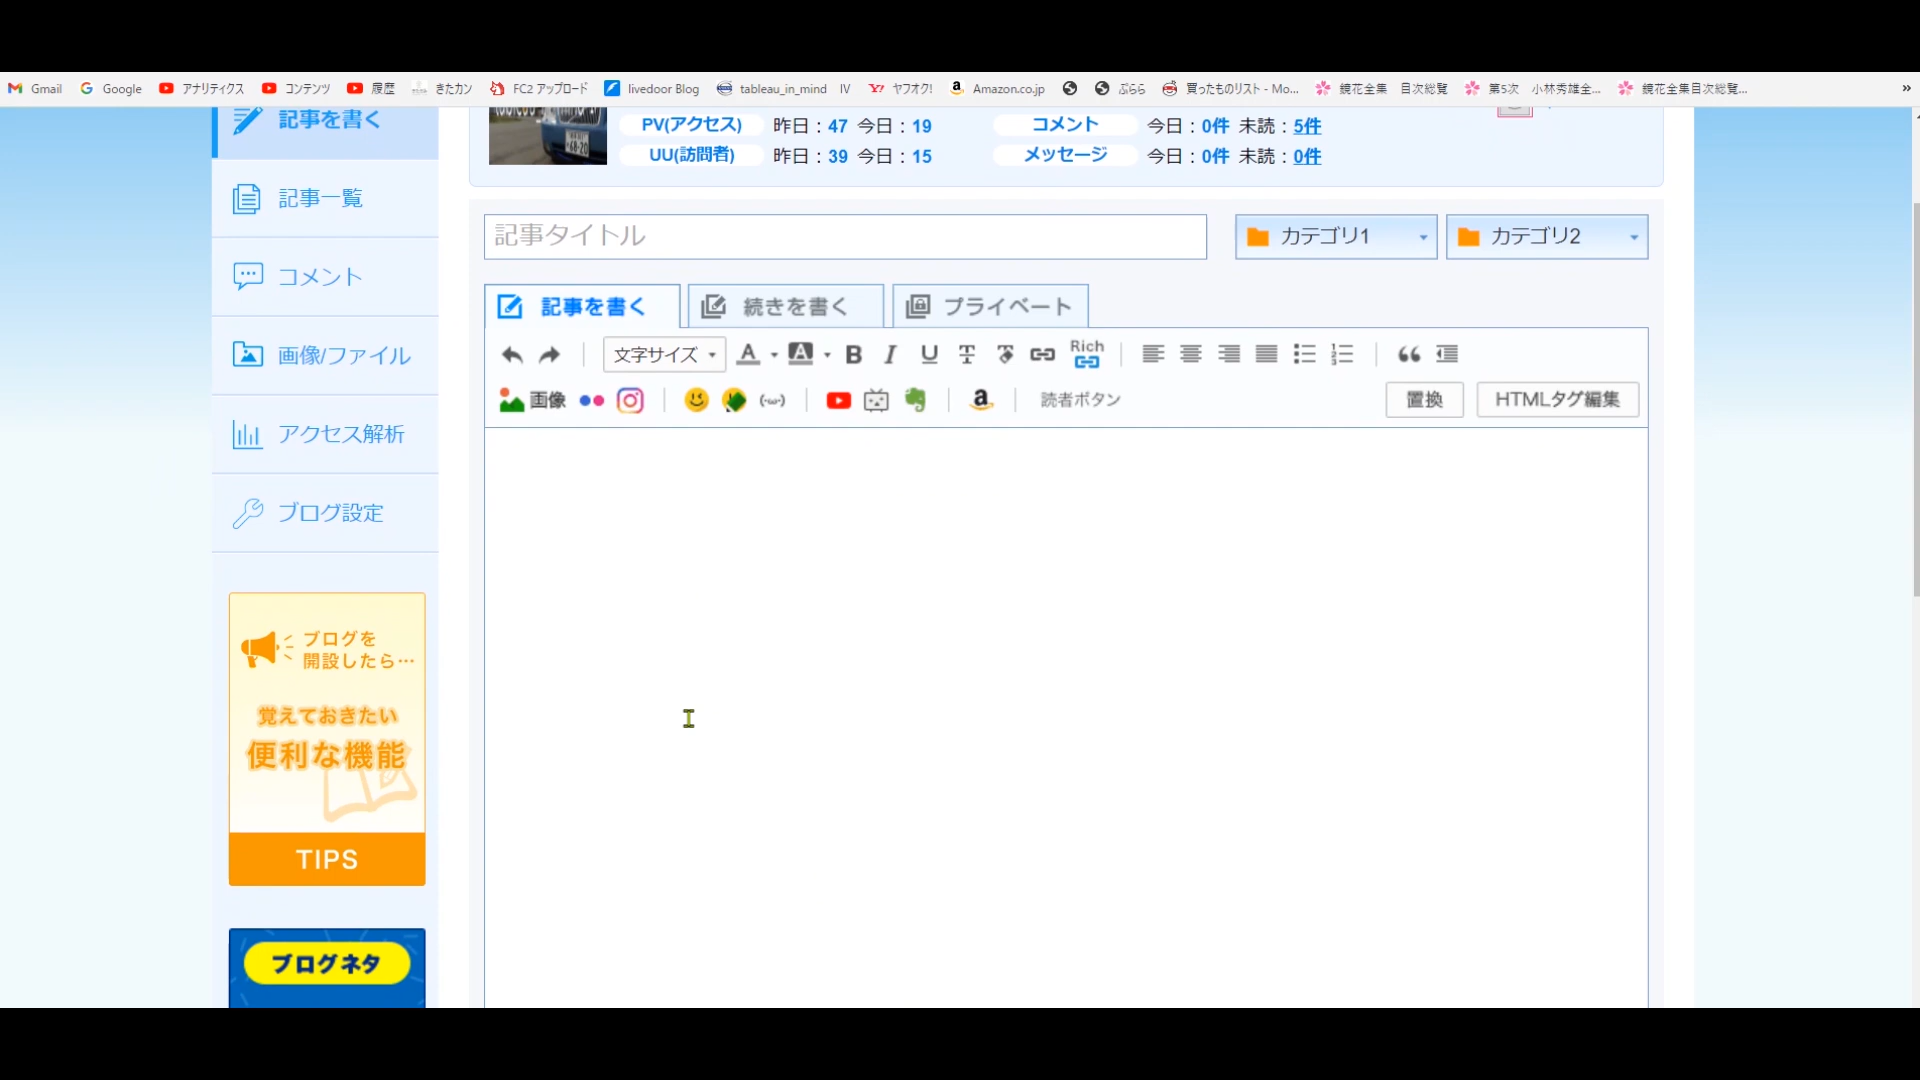 Gmail Google アナリティクス コンテンツ 履歴 きたカン FC2 アップロード livedoor Blog tableau_in_mind IV ヤフオク! Amazon.co.jp ぷらら 買ったものリスト - Mo... 鏡花全集 目次総覧 第5次 小林秀雄全... 鏡花全集目次総覧... »
記事を書く
記事一覧
コメント
画像/ファイル
アクセス解析
ブログ設定
ブログを
開設したら…
覚えておきたい
便利な機能
TIPS
ブログネタ
PV(アクセス) 昨日：47 今日：19 コメント 今日：0件 未読：5件
UU(訪問者) 昨日：39 今日：15 メッセージ 今日：0件 未読：0件
記事タイトル カテゴリ1 カテゴリ2
記事を書く 続きを書く プライベート
文字サイズ A A B I U T Rich
画像 読者ボタン 置換 HTMLタグ編集